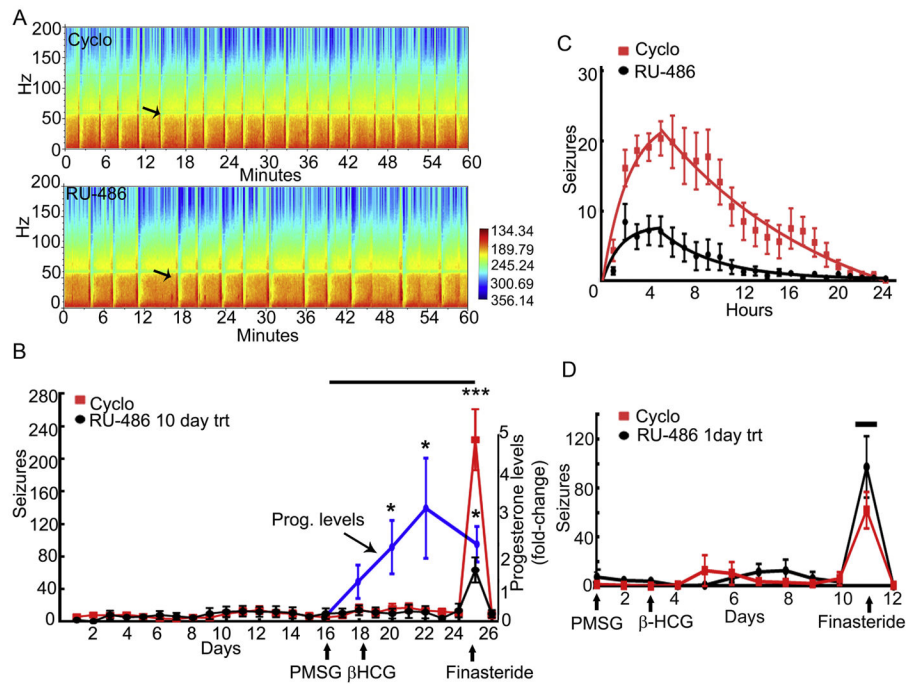 A
200
Cyclo
150
Hz
100
50
0
0 6 12 18 24 30 36 42 48 54 60
Minutes
200
RU-486
150
Hz
100
50
0
0 6 12 18 24 30 36 42 48 54 60
Minutes
134.34
189.79
245.24
300.69
356.14
C
Cyclo
RU-486
30
20
10
0
Seizures
0 4 8 12 16 20 24
Hours
B
Cyclo
RU-486 10 day trt
280
240
200
160
120
80
40
0
Seizures
Prog. levels
*
*
***
*
5
4
3
2
1
0
Progesterone levels
(fold-change)
2 4 6 8 10 12 14 16 18 20 22 24 26
Days
PMSG βHCG Finasteride
D
Cyclo
RU-486 1day trt
120
80
40
0
Seizures
2 4 6 8 10 12
Days
PMSG β-HCG Finasteride